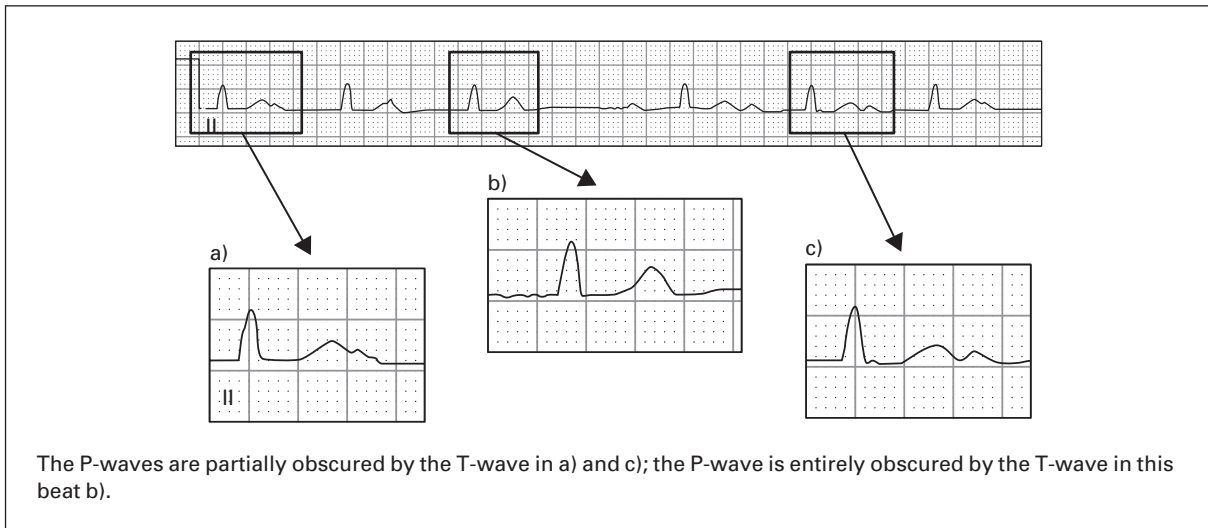 II
b)
a)
c)
II
The P-waves are partially obscured by the T-wave in a) and c); the P-wave is entirely obscured by the T-wave in this
beat b).